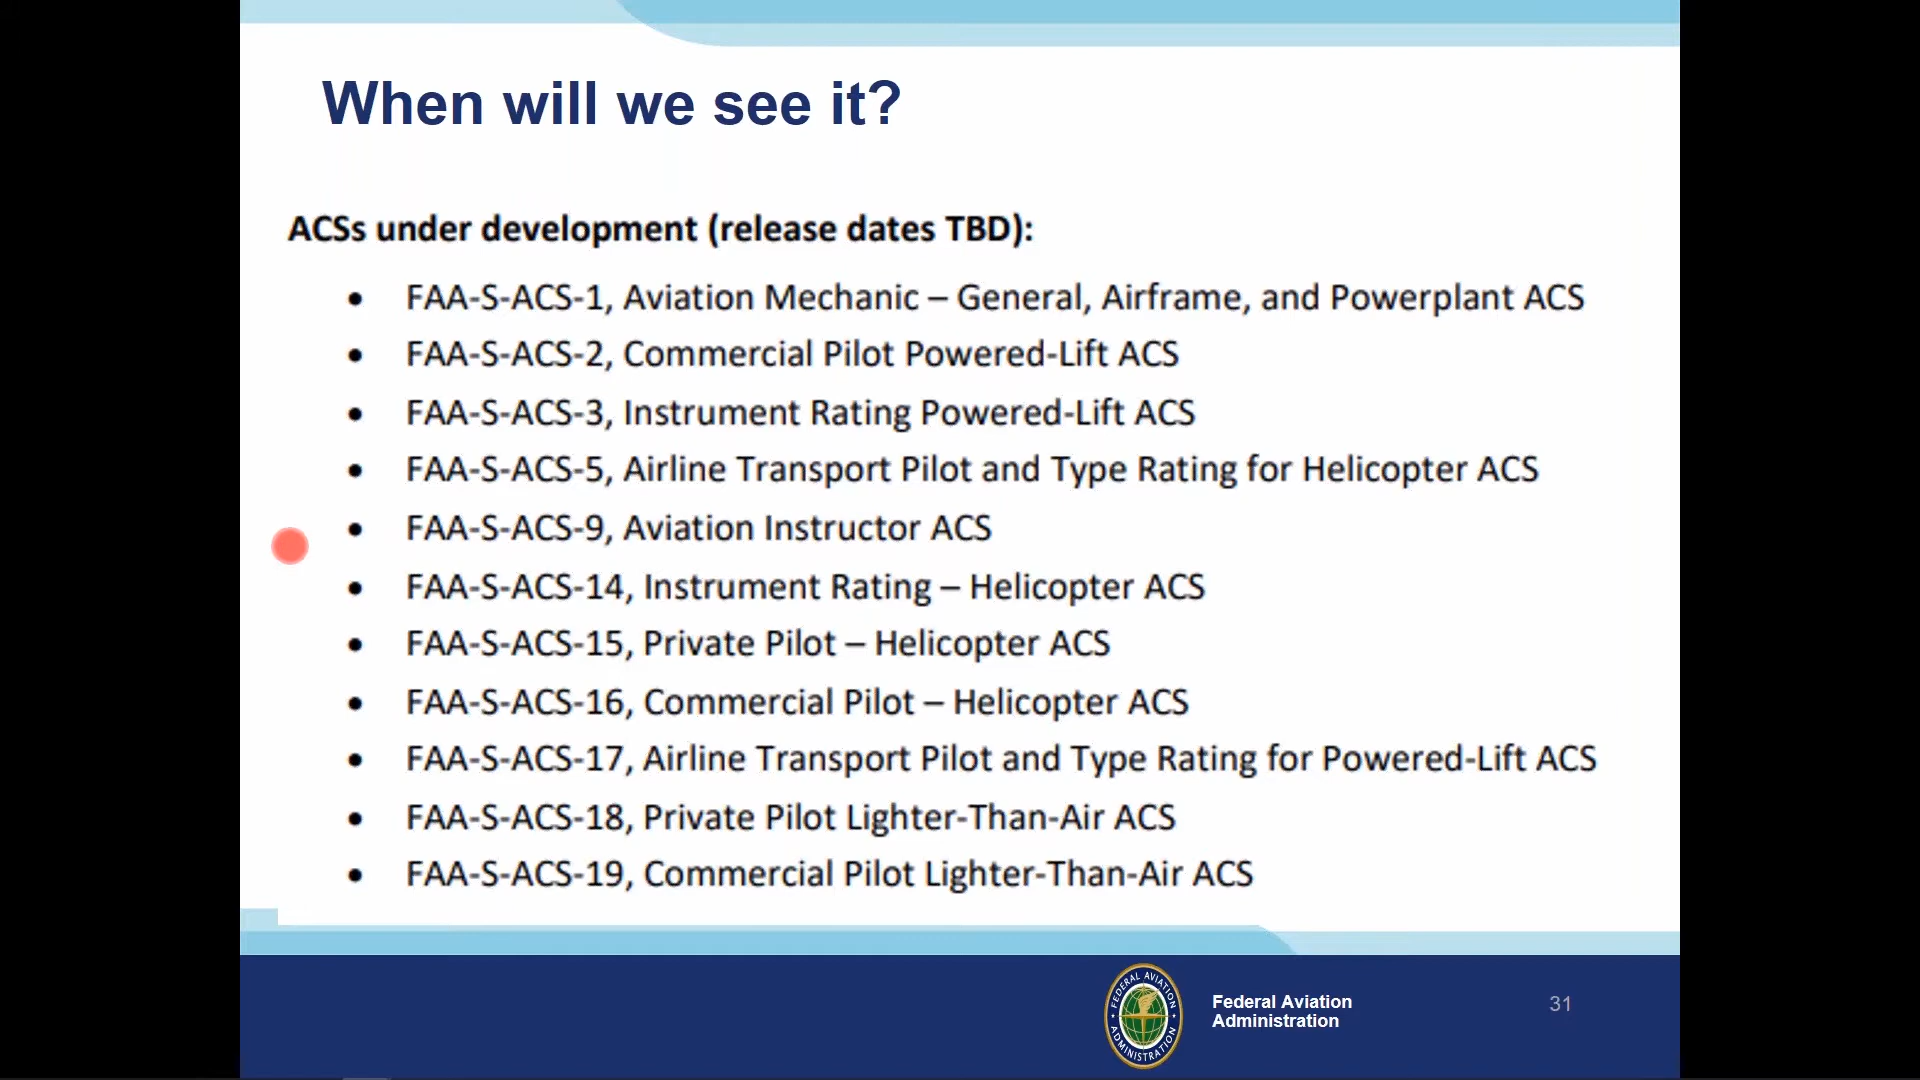 When will we see it?
ACSs under development (release dates TBD):
• FAA-S-ACS-1, Aviation Mechanic – General, Airframe, and Powerplant ACS
• FAA-S-ACS-2, Commercial Pilot Powered-Lift ACS
• FAA-S-ACS-3, Instrument Rating Powered-Lift ACS
• FAA-S-ACS-5, Airline Transport Pilot and Type Rating for Helicopter ACS
• FAA-S-ACS-9, Aviation Instructor ACS
• FAA-S-ACS-14, Instrument Rating – Helicopter ACS
• FAA-S-ACS-15, Private Pilot – Helicopter ACS
• FAA-S-ACS-16, Commercial Pilot – Helicopter ACS
• FAA-S-ACS-17, Airline Transport Pilot and Type Rating for Powered-Lift ACS
• FAA-S-ACS-18, Private Pilot Lighter-Than-Air ACS
• FAA-S-ACS-19, Commercial Pilot Lighter-Than-Air ACS
FEDERAL AVIATION
ADMINISTRATION
Federal Aviation
Administration
31